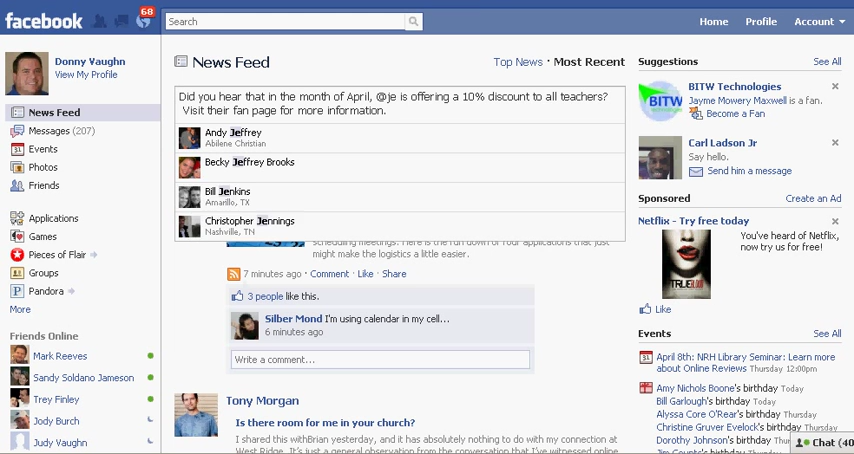 facebook
68
Search
Home Profile Account
Donny Vaughn
View My Profile
News Feed
Messages (207)
31 Events
Photos
Friends
Applications
Games
Pieces of Flair
Groups
P Pandora
More
Friends Online
Mark Reeves
Sandy Soldano Jameson
Trey Finley
Jody Burch
Judy Vaughn
News Feed
Top News · Most Recent
Did you hear that in the month of April, @je is offering a 10% discount to all teachers?
Visit their fan page for more information.
Andy Jeffrey
Abilene Christian
Becky Jeffrey Brooks
Bill Jenkins
Amarillo, TX
Christopher Jennings
Nashville, TN
scheduling meetings. Here is the run down of four applications that just
might make the logistics a little easier.
7 minutes ago · Comment · Like · Share
3 people like this.
Silber Mond I'm using calendar in my cell...
6 minutes ago
Write a comment...
Tony Morgan
Is there room for me in your church?
I shared this withBrian yesterday, and it has absolutely nothing to do with my connection at
West Ridge. It's just a general observation from the conversation that I've witnessed online
Suggestions See All
BITW
BITW Technologies
Jayme Mowery Maxwell is a fan.
Become a Fan
Carl Ladson Jr
Say hello.
Send him a message
Sponsored Create an Ad
Netflix - Try free today
TRUEBLOOD
You've heard of Netflix,
now try us for free!
Like
Events See All
31 April 8th: NRH Library Seminar: Learn more
about Online Reviews Thursday 12:00pm
Amy Nichols Boone's birthday Today
Bill Garlough's birthday Today
Alyssa Core O'Rear's birthday Thursday
Christine Gruver Evelock's birthday Thursday
Dorothy Johnson's birthday Thursday
Jim Counts's birthday
Chat (40